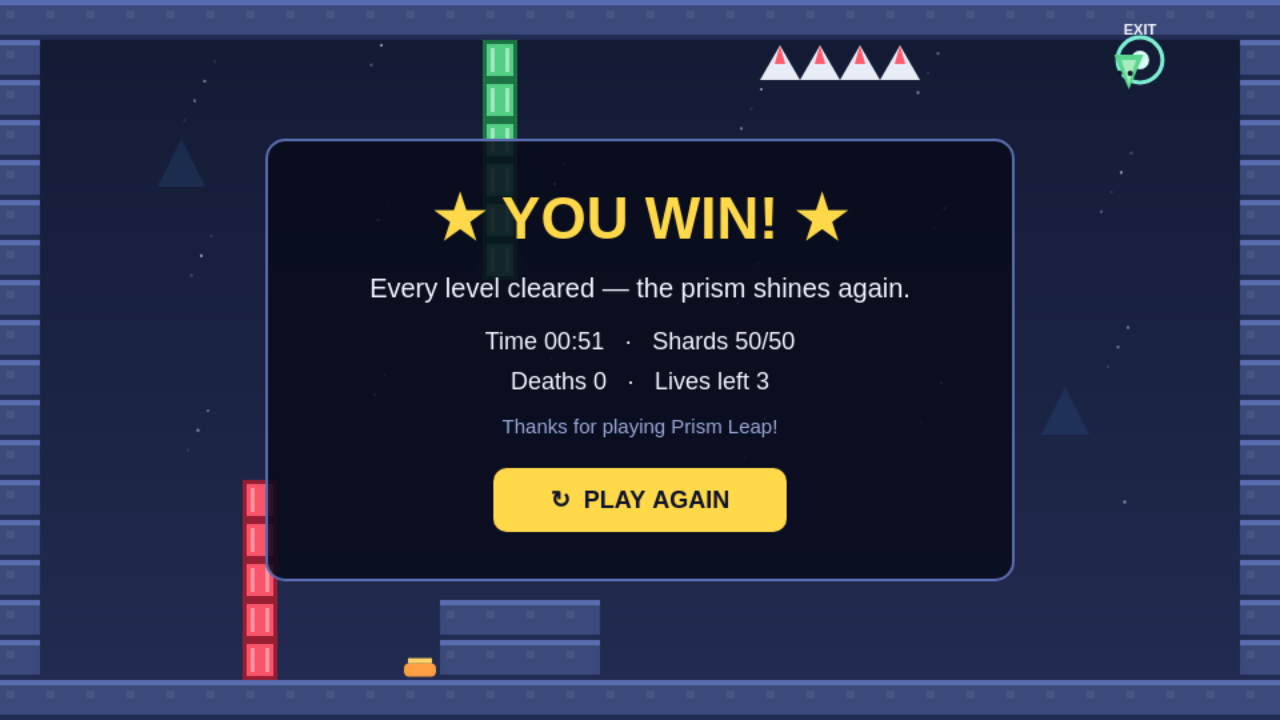 EXIT
★ YOU WIN! ★
Every level cleared — the prism shines again.
Time 00:51 · Shards 50/50
Deaths 0 · Lives left 3
Thanks for playing Prism Leap!
↻ PLAY AGAIN